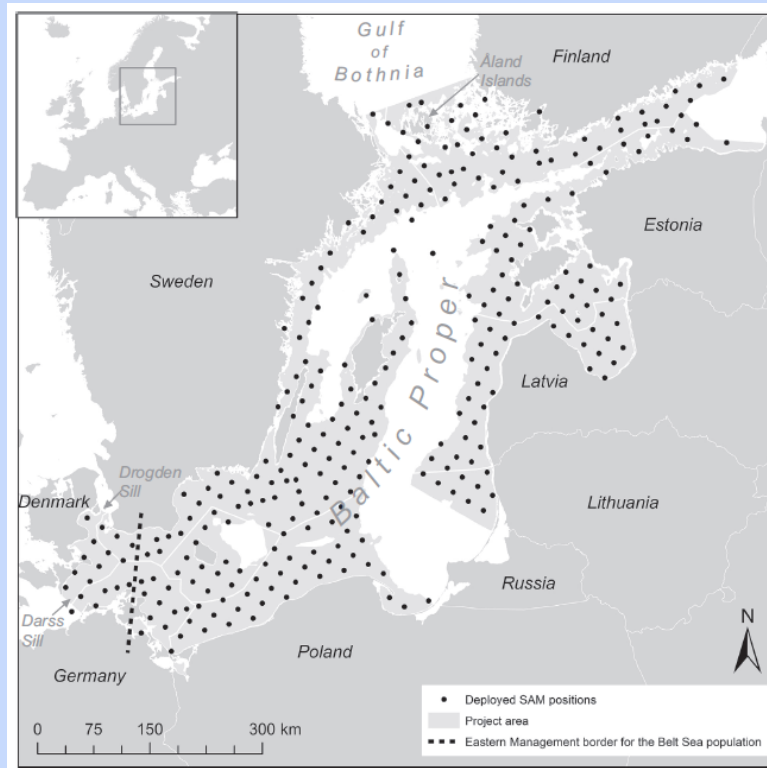 Gulf
of
Bothnia
Åland
Islands
Finland
Estonia
Sweden
Baltic Proper
Latvia
Drogden
Sill
Denmark
Lithuania
Russia
Darss
Sill
Poland
Germany
N
Deployed SAM positions
Project area
Eastern Management border for the Belt Sea population
0 75 150 300 km